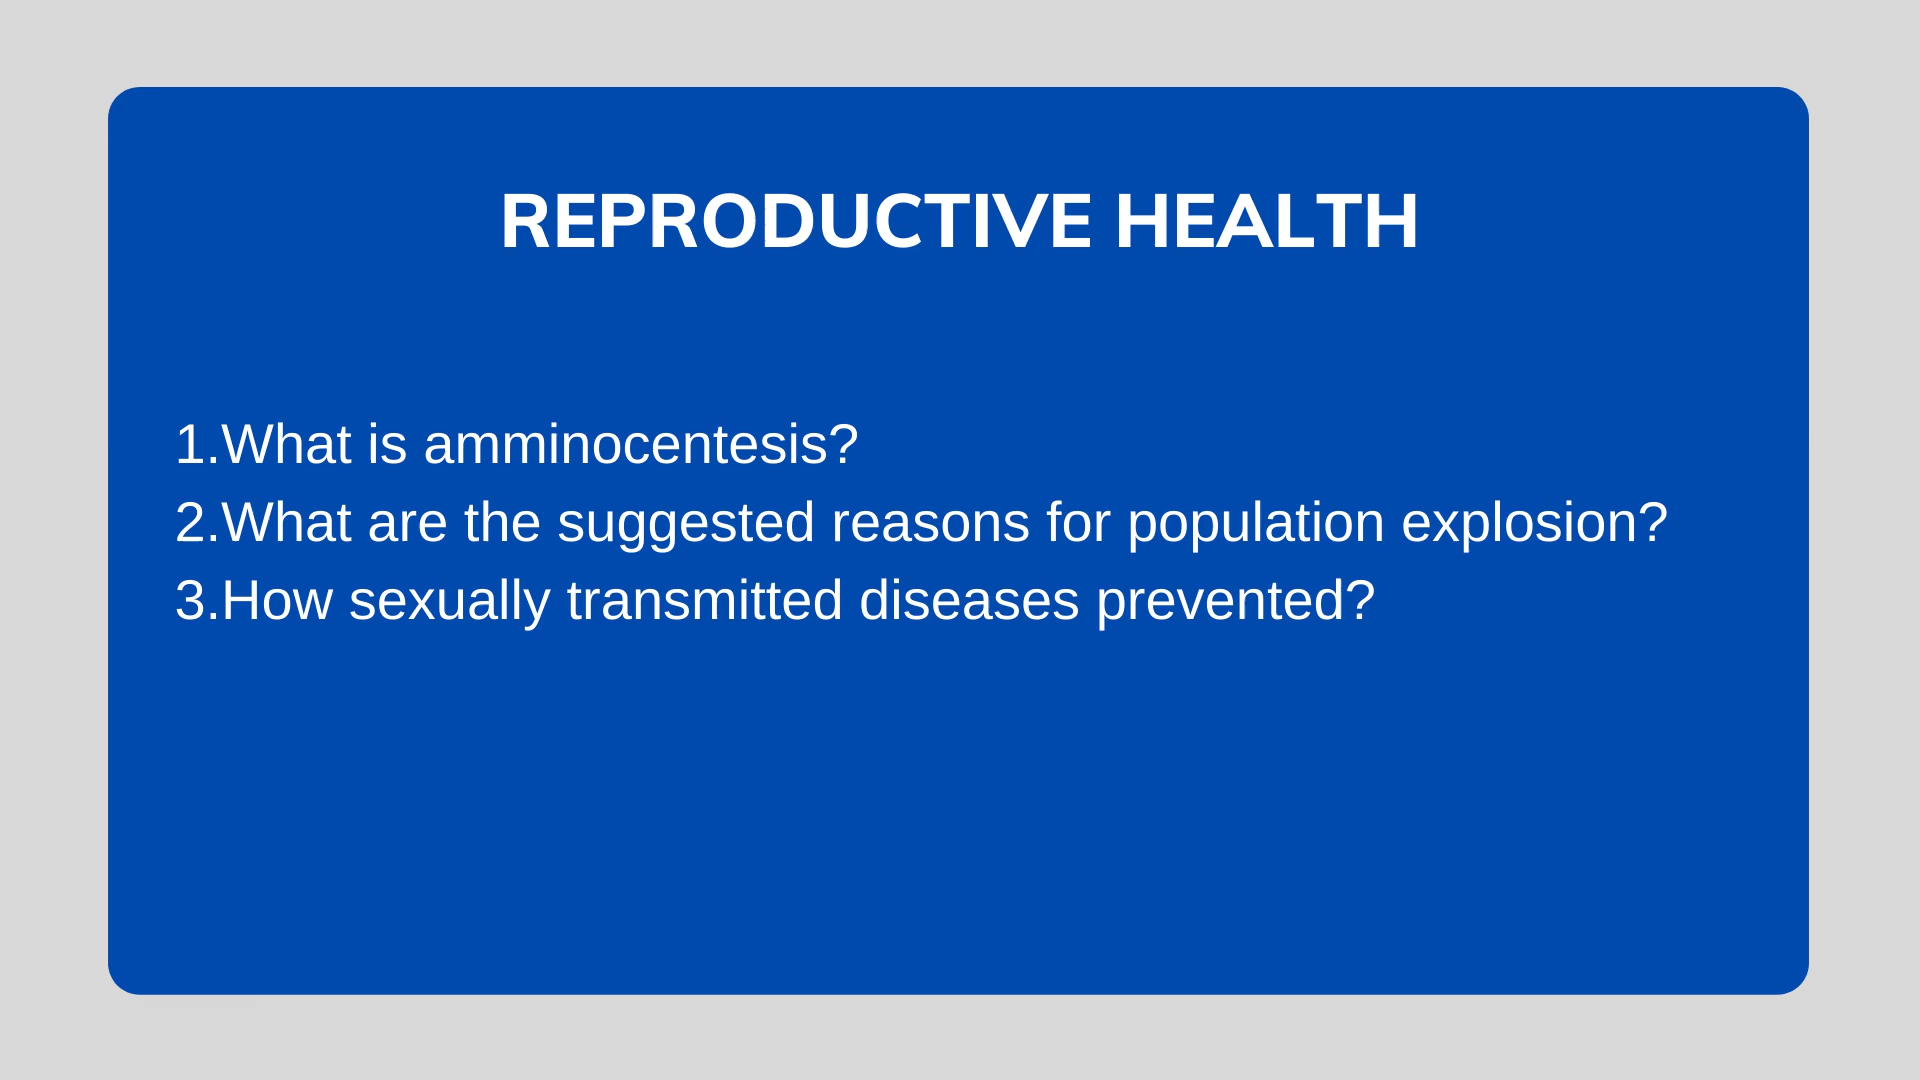 REPRODUCTIVE HEALTH
1.What is amminocentesis?
2.What are the suggested reasons for population explosion?
3.How sexually transmitted diseases prevented?